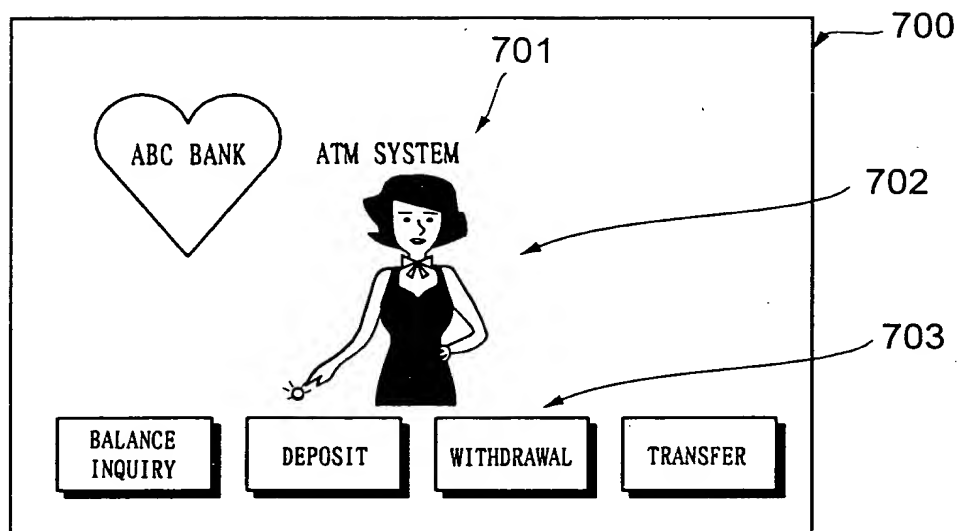 700
701
ABC BANK
ATM SYSTEM
702
703
BALANCE
INQUIRY
DEPOSIT
WITHDRAWAL
TRANSFER